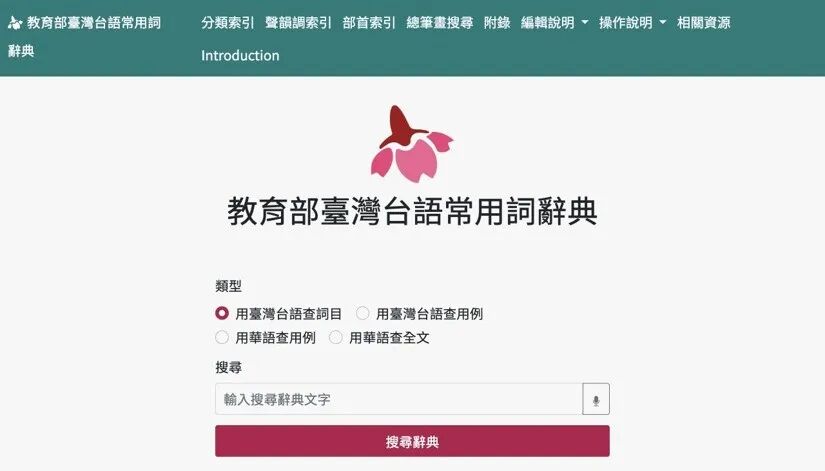 教育部臺灣台語常用詞
辭典
分類索引 聲韻調索引 部首索引 總筆畫搜尋 附錄 編輯說明 操作說明 相關資源
Introduction
教育部臺灣台語常用詞辭典
類型
用臺灣台語查詞目 用臺灣台語查用例
用華語查用例 用華語查全文
搜尋
輸入搜尋辭典文字
搜尋辭典